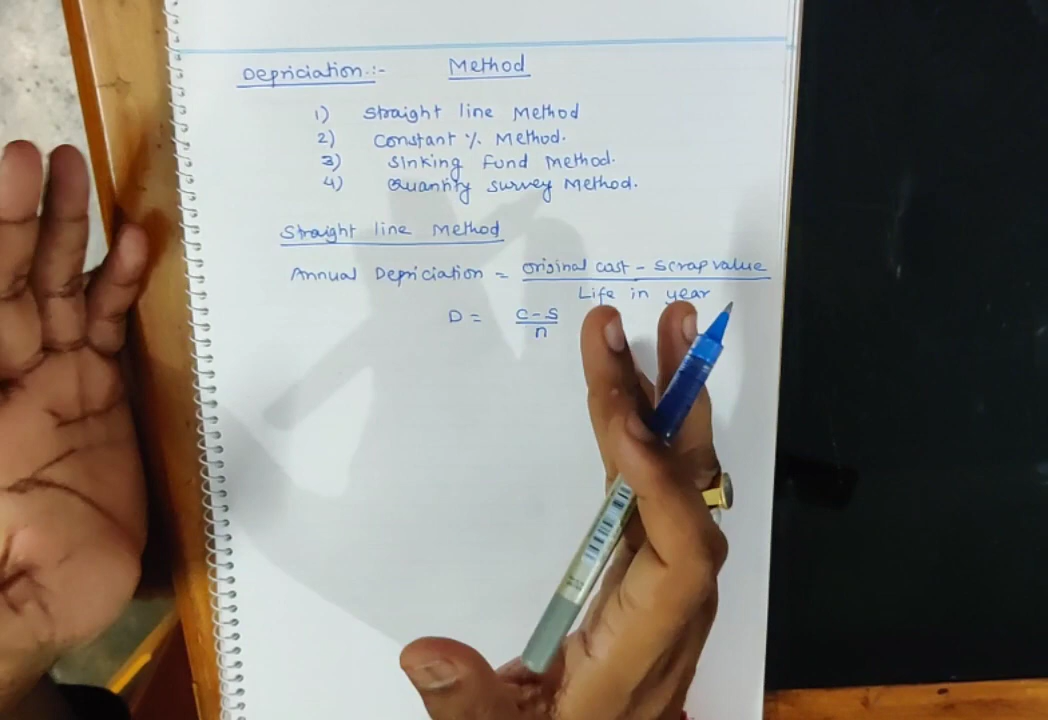 Depriciation :- Method
1) Straight line Method
2) Constant % Method.
3) Sinking Fund Method.
4) Quantity Survey Method.
Straight line Method
Annual Depriciation = Original cost - Scrap value
Life in year
D = C-S
n